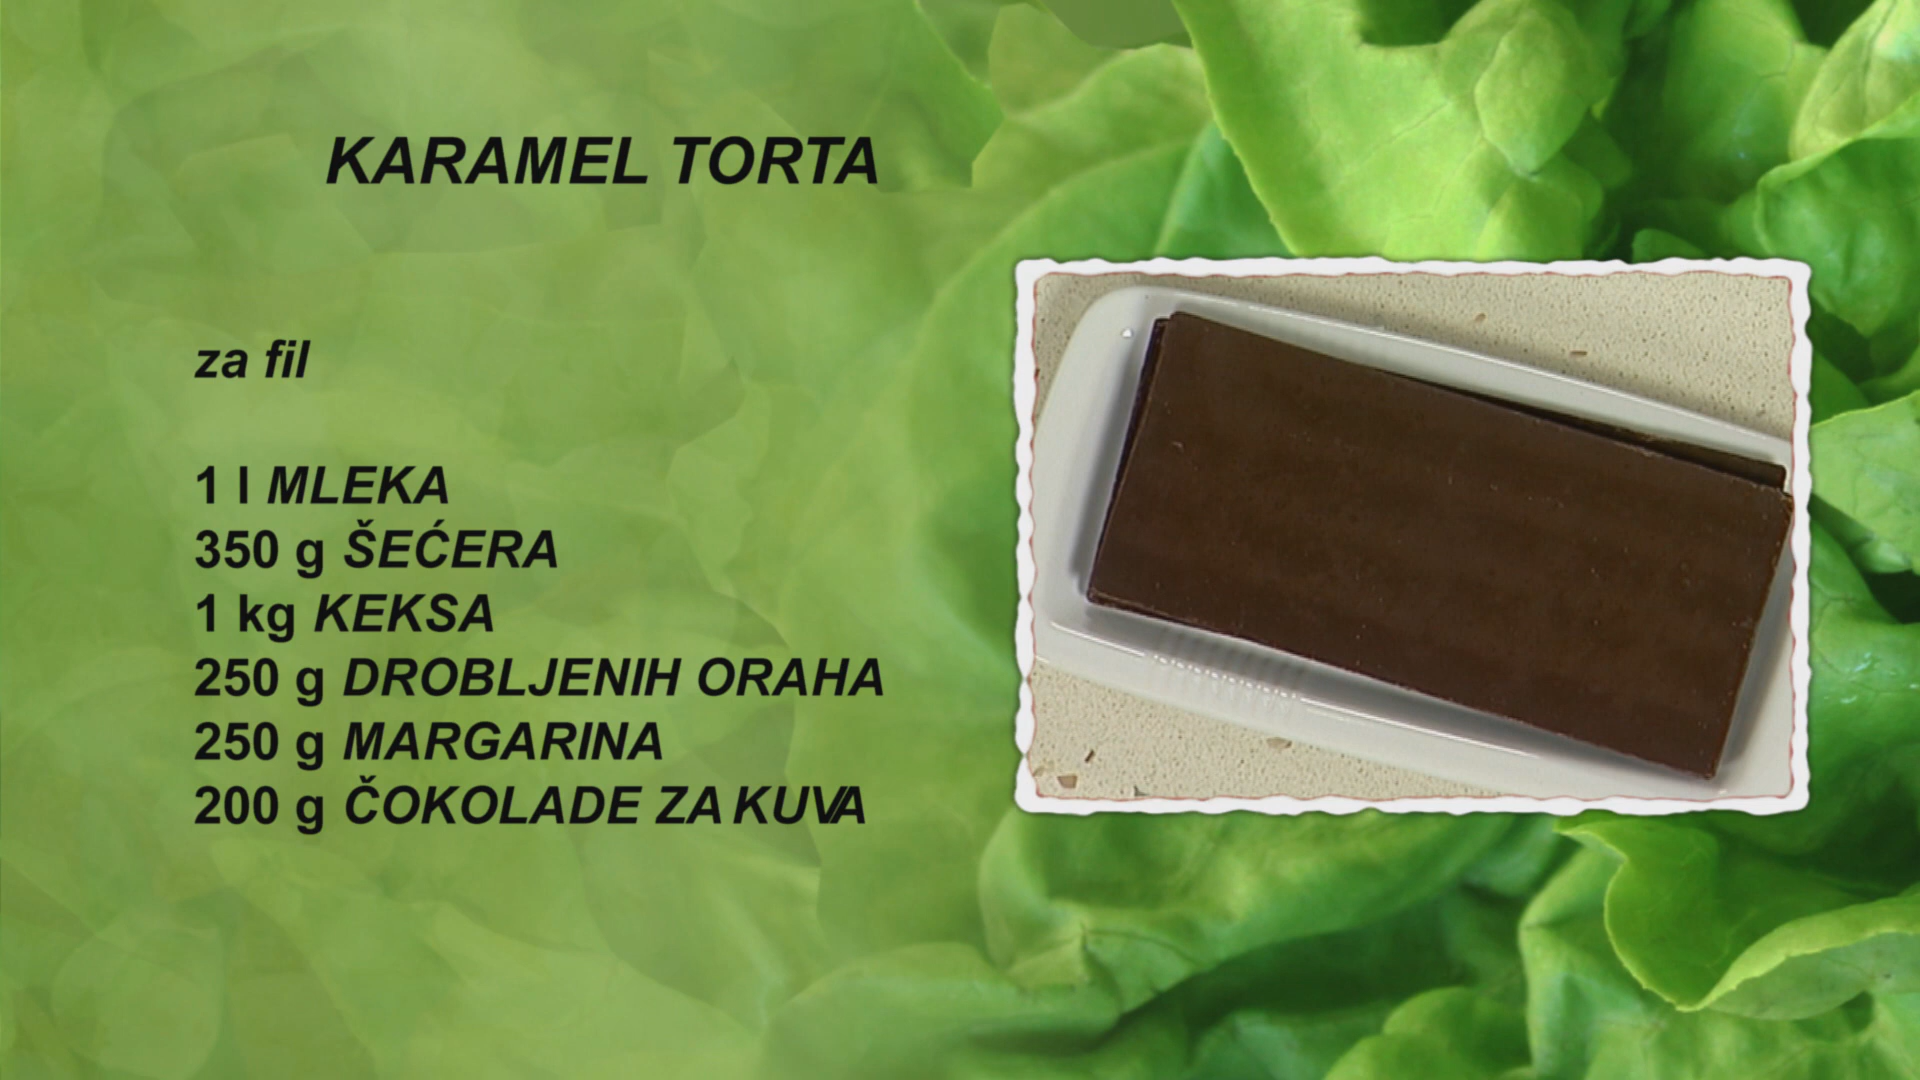 KARAMEL TORTA
za fil
1 l MLEKA
350 g ŠEĆERA
1 kg KEKSA
250 g DROBLJENIH ORAHA
250 g MARGARINA
200 g ČOKOLADE ZA KUVA